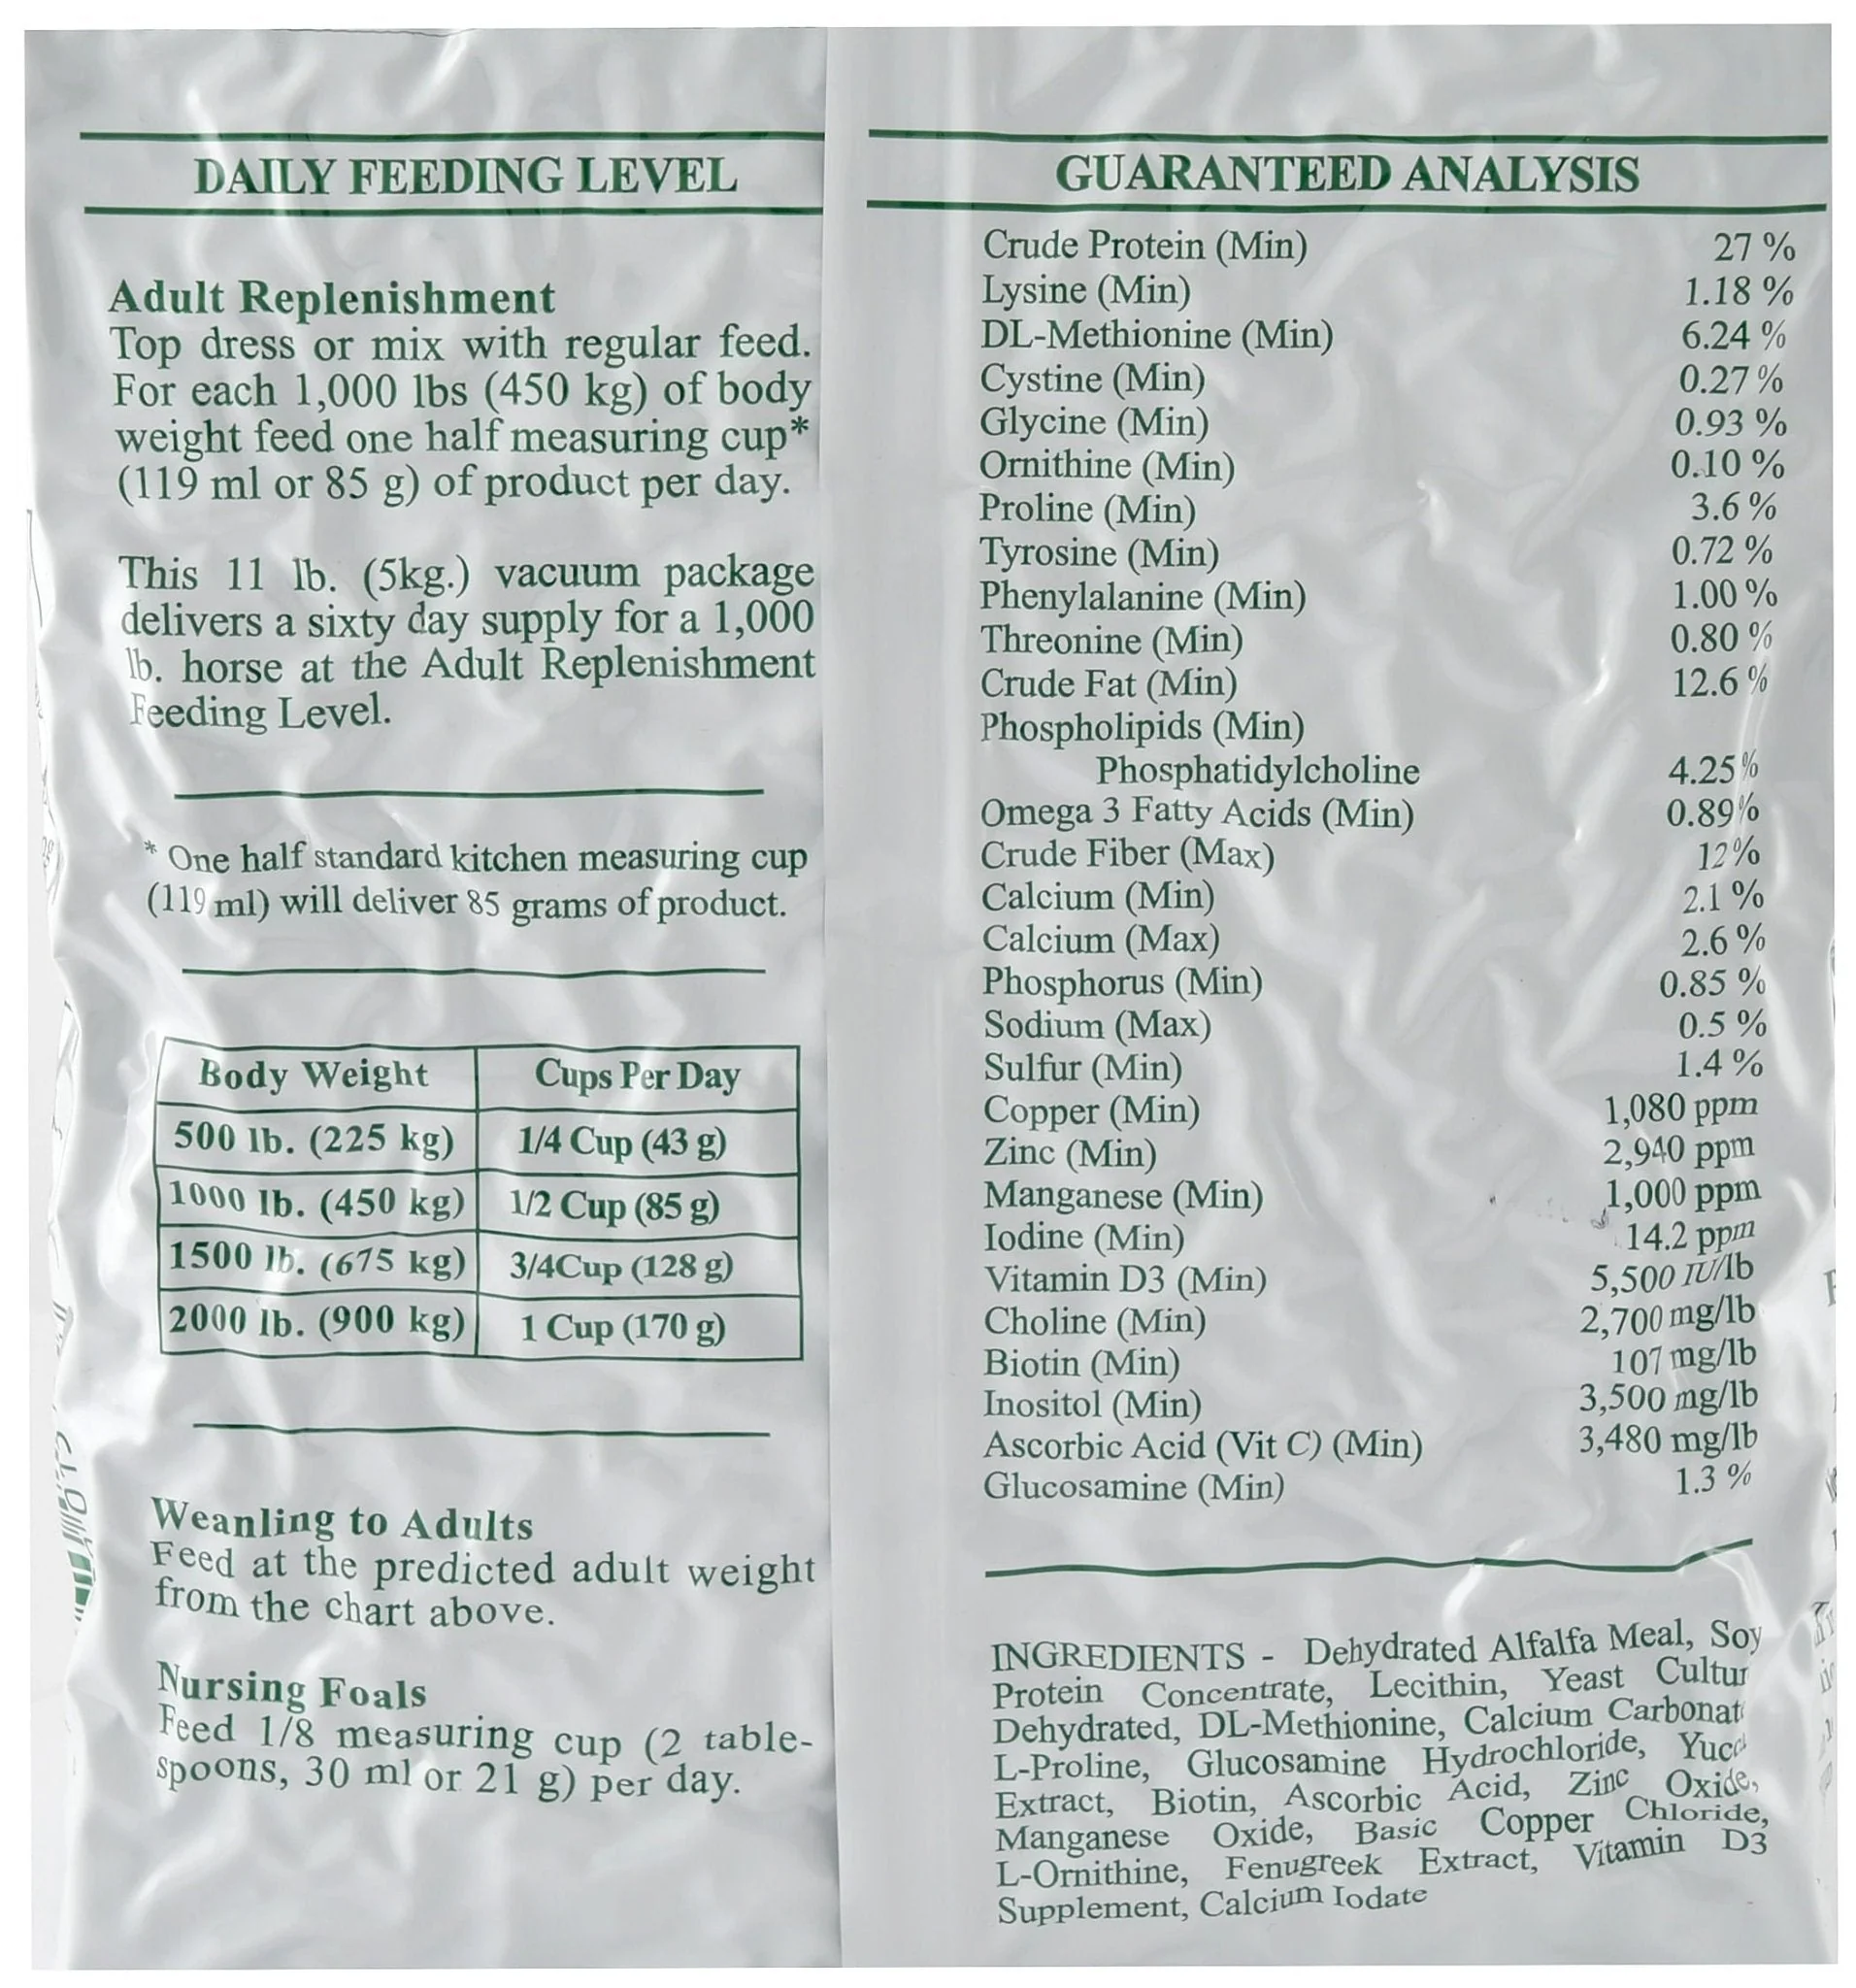 DAILY FEEDING LEVEL
Adult Replenishment
Top dress or mix with regular feed.
For each 1,000 lbs (450 kg) of body
weight feed one half measuring cup*
(119 ml or 85 g) of product per day.
This 11 lb. (5kg.) vacuum package
delivers a sixty day supply for a 1,000
lb. horse at the Adult Replenishment
Feeding Level.
* One half standard kitchen measuring cup
(119 ml) will deliver 85 grams of product.
Body Weight Cups Per Day
500 lb. (225 kg) 1/4 Cup (43 g)
1000 lb. (450 kg) 1/2 Cup (85 g)
1500 lb. (675 kg) 3/4Cup (128 g)
2000 lb. (900 kg) 1 Cup (170 g)
Weanling to Adults
Feed at the predicted adult weight
from the chart above.
Nursing Foals
Feed 1/8 measuring cup (2 table-
spoons, 30 ml or 21 g) per day.
GUARANTEED ANALYSIS
Crude Protein (Min) 27 %
Lysine (Min) 1.18 %
DL-Methionine (Min) 6.24 %
Cystine (Min) 0.27 %
Glycine (Min) 0.93 %
Ornithine (Min) 0.10 %
Proline (Min) 3.6 %
Tyrosine (Min) 0.72 %
Phenylalanine (Min) 1.00 %
Threonine (Min) 0.80 %
Crude Fat (Min) 12.6 %
Phospholipids (Min)
Phosphatidylcholine 4.25%
Omega 3 Fatty Acids (Min) 0.89%
Crude Fiber (Max) 12%
Calcium (Min) 2.1 %
Calcium (Max) 2.6 %
Phosphorus (Min) 0.85 %
Sodium (Max) 0.5 %
Sulfur (Min) 1.4 %
Copper (Min) 1,080 ppm
Zinc (Min) 2,940 ppm
Manganese (Min) 1,000 ppm
Iodine (Min) 14.2 ppm
Vitamin D3 (Min) 5,500 IU/lb
Choline (Min) 2,700 mg/lb
Biotin (Min) 107 mg/lb
Inositol (Min) 3,500 mg/lb
Ascorbic Acid (Vit C) (Min) 3,480 mg/lb
Glucosamine (Min) 1.3 %
INGREDIENTS - Dehydrated Alfalfa Meal, Soy
Protein Concentrate, Lecithin, Yeast Cultur
Dehydrated, DL-Methionine, Calcium Carbonat
L-Proline, Glucosamine Hydrochloride, Yucca
Extract, Biotin, Ascorbic Acid, Zinc Oxide,
Manganese Oxide, Basic Copper Chloride,
L-Ornithine, Fenugreek Extract, Vitamin D3
Supplement, Calcium Iodate